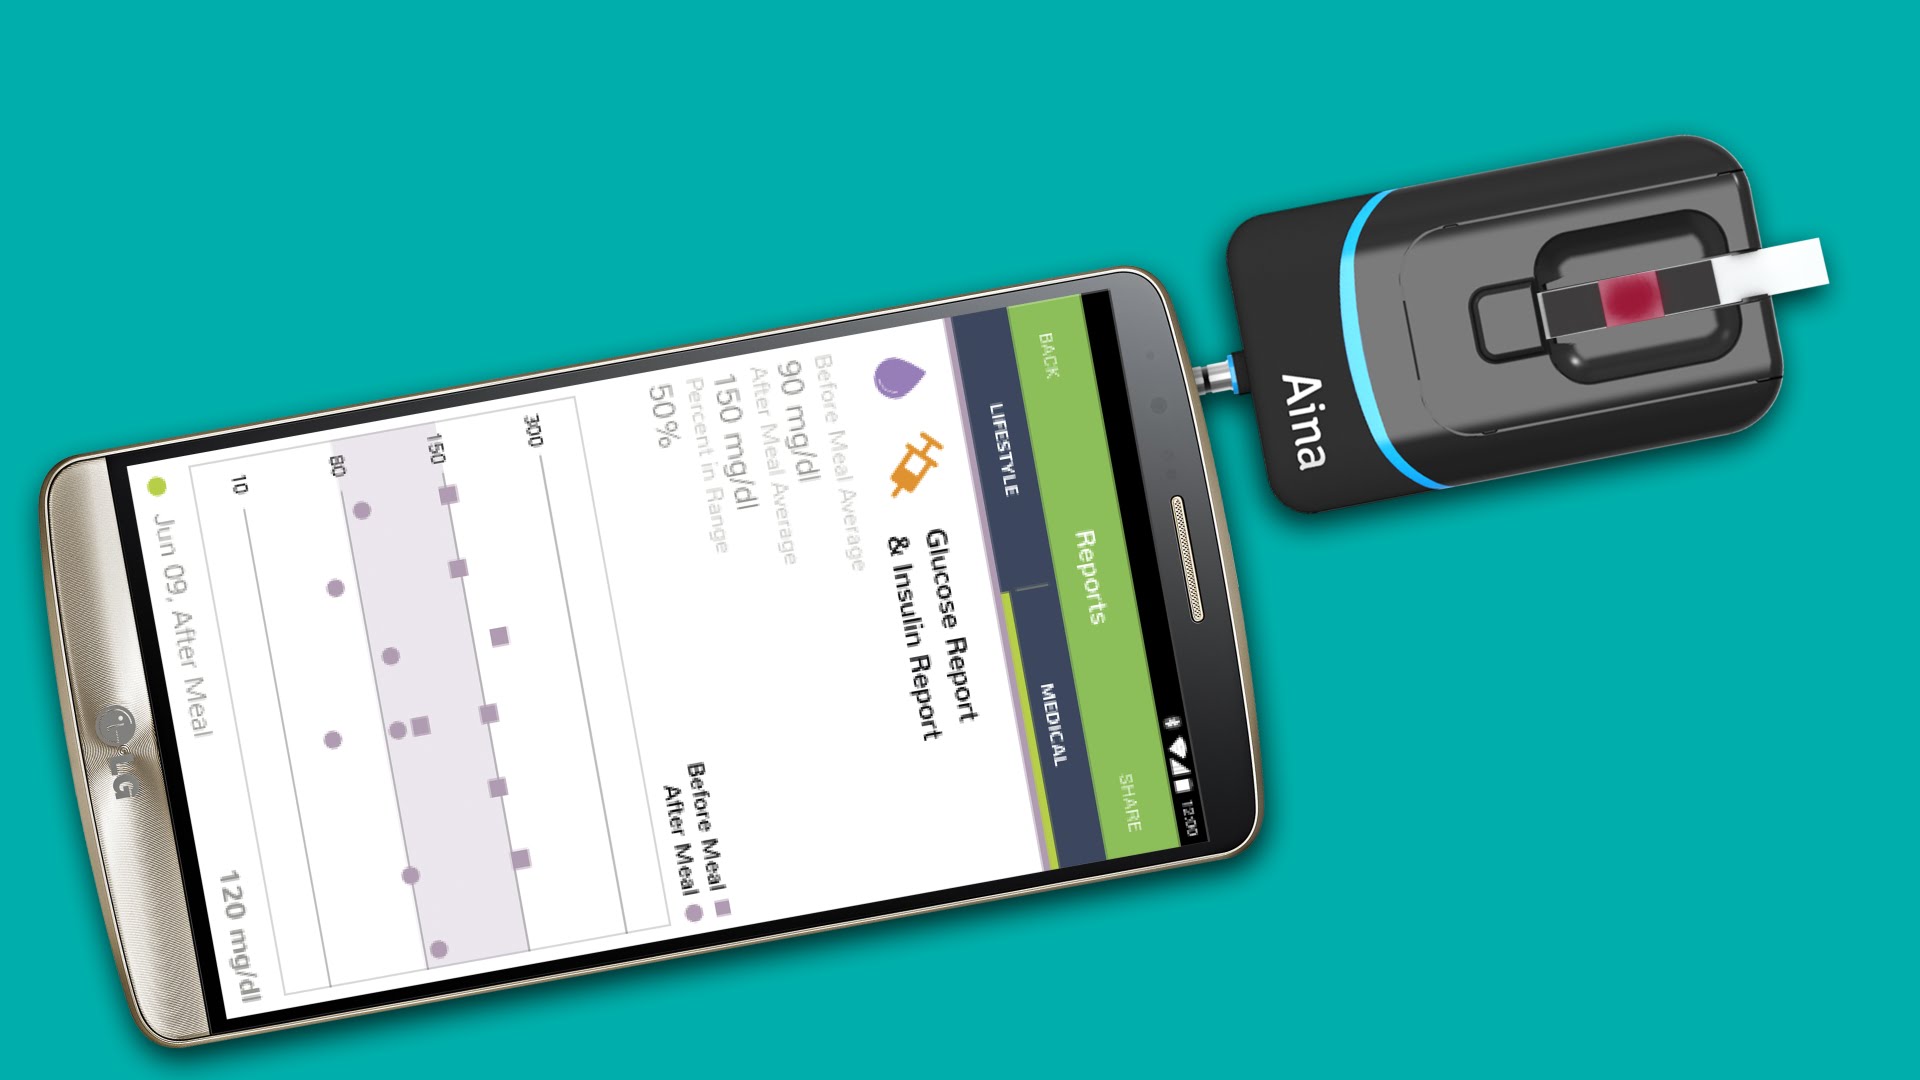 12:00
BACK
Reports
SHARE
LIFESTYLE
MEDICAL
Glucose Report
& Insulin Report
Before Meal Average
90 mg/dl
After Meal Average
150 mg/dl
Percent in Range
50%
Before Meal
After Meal
300
150
80
10
Jun 09, After Meal
120 mg/dl
LG
Aina